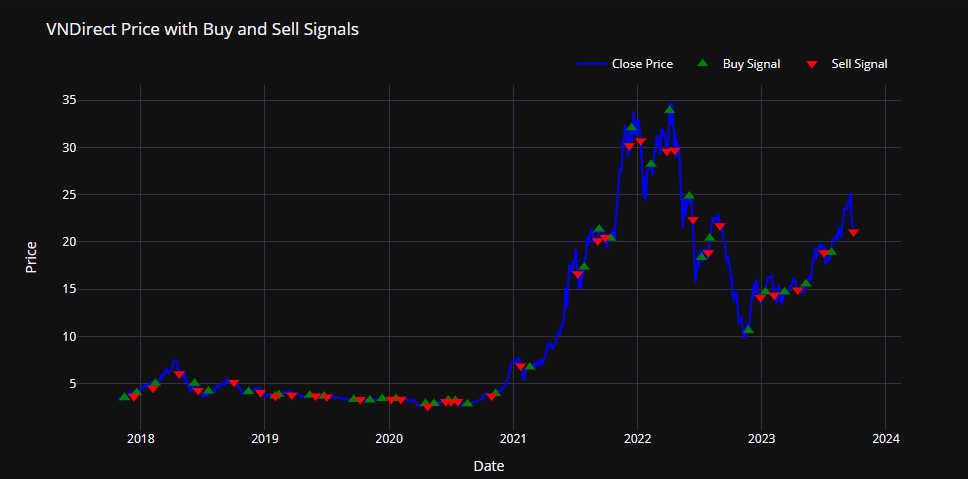 VNDirect Price with Buy and Sell Signals
Close Price Buy Signal Sell Signal
35
30
25
20
15
10
5
Price
2018 2019 2020 2021 2022 2023 2024
Date